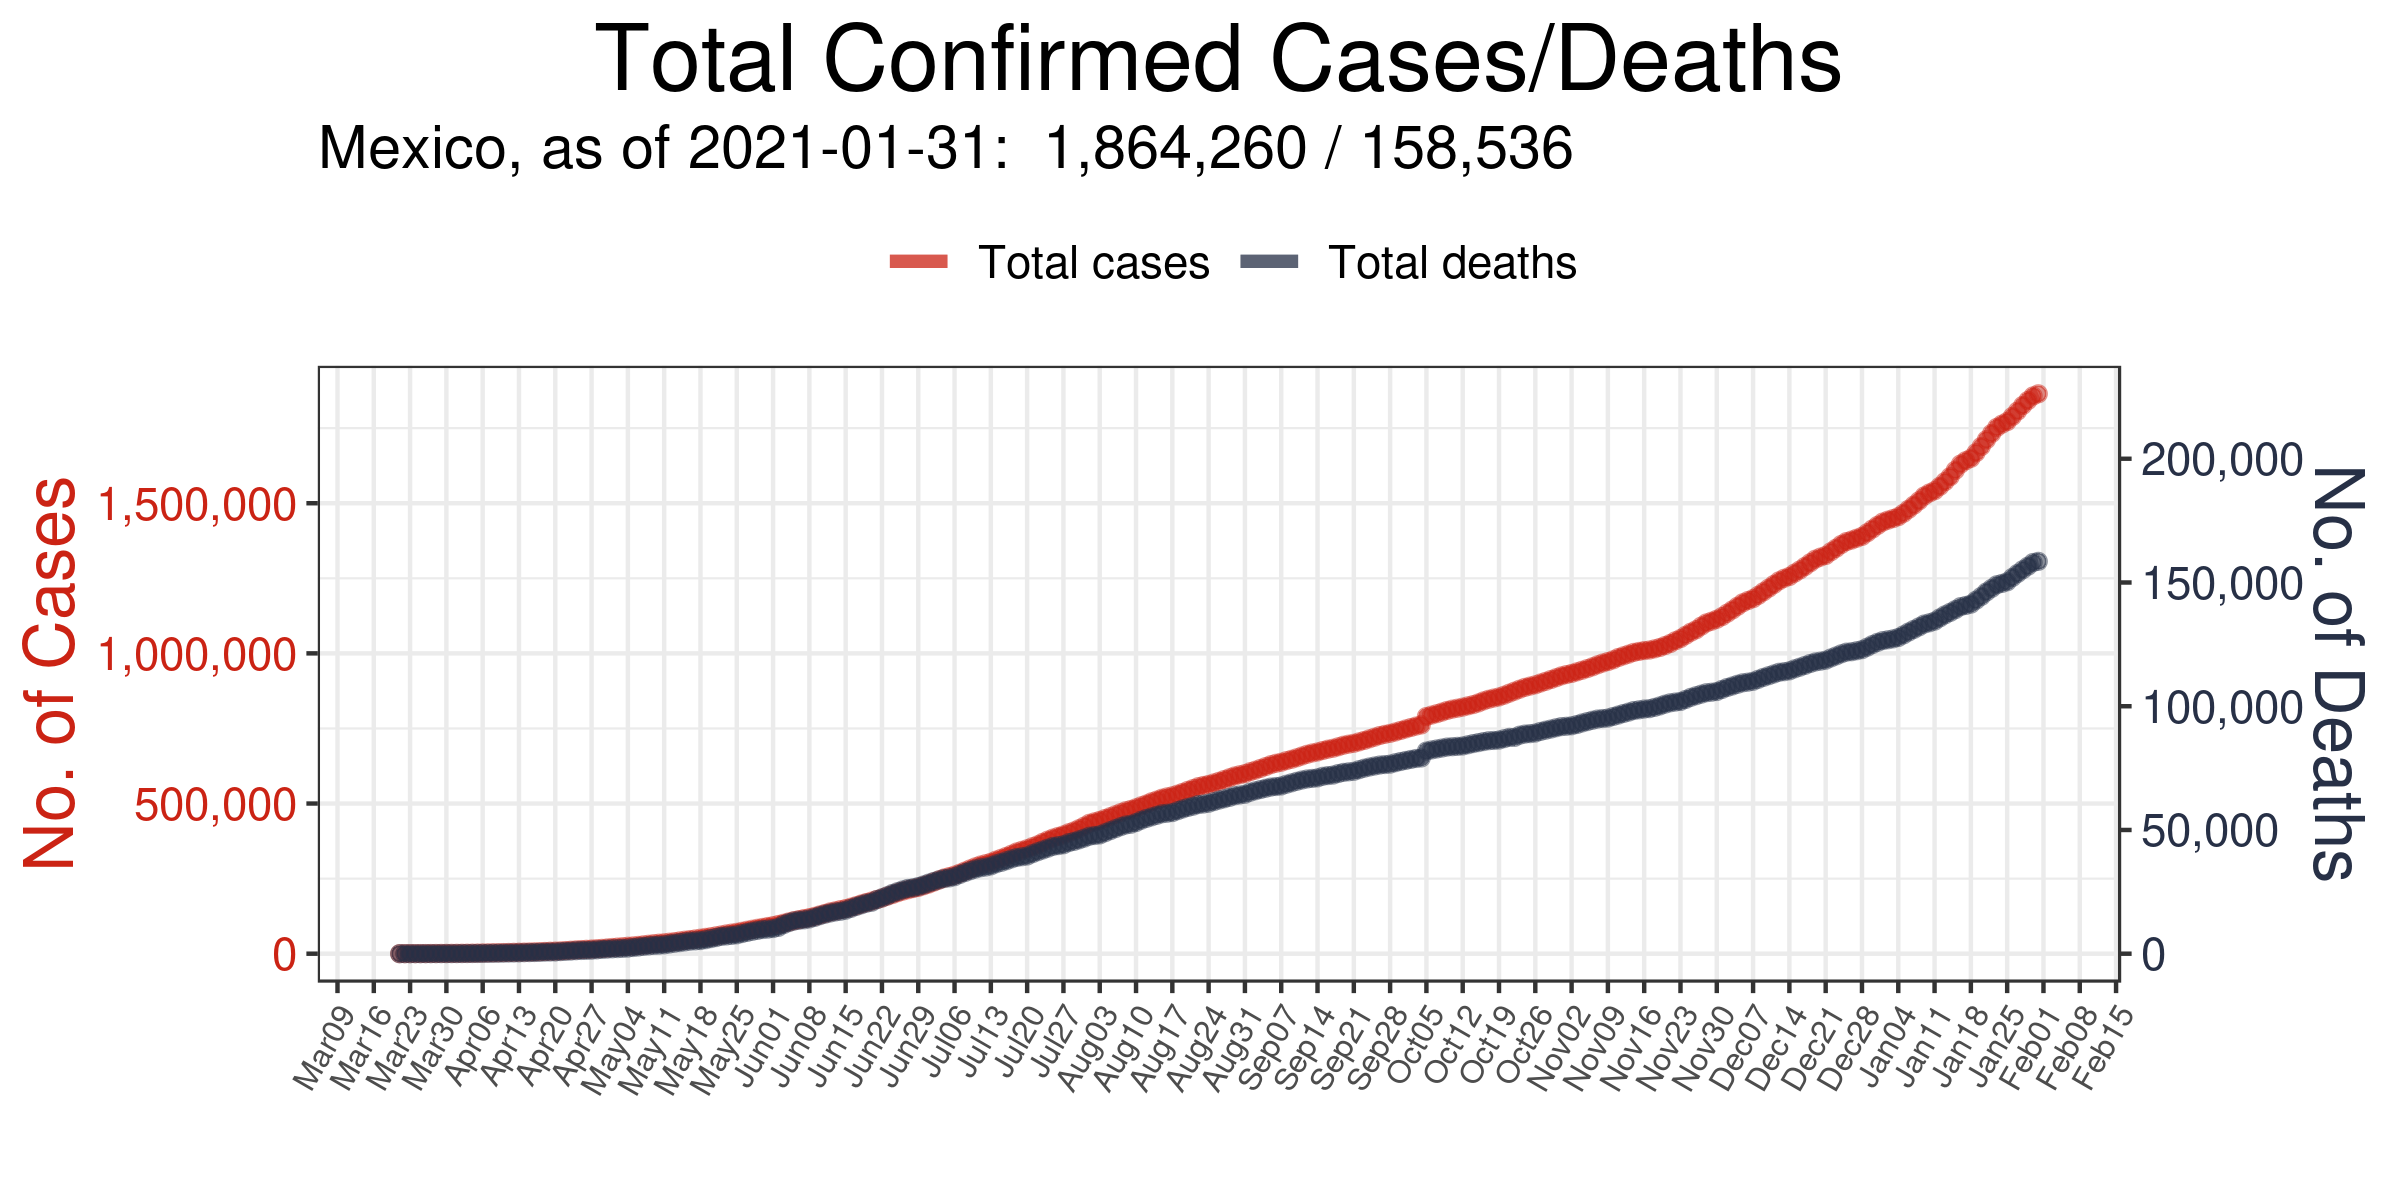 Total Confirmed Cases/Deaths
Mexico, as of 2021-01-31: 1,864,260 / 158,536
Total cases
Total deaths
No. of Cases
1,500,000
1,000,000
500,000
0
200,000
150,000
100,000
50,000
0
No. of Deaths
Mar09
Mar16
Mar23
Mar30
Apr06
Apr13
Apr20
Apr27
May04
May11
May18
May25
Jun01
Jun08
Jun15
Jun22
Jun29
Jul06
Jul13
Jul20
Jul27
Aug03
Aug10
Aug17
Aug24
Aug31
Sep07
Sep14
Sep21
Sep28
Oct05
Oct12
Oct19
Oct26
Nov02
Nov09
Nov16
Nov23
Nov30
Dec07
Dec14
Dec21
Dec28
Jan04
Jan11
Jan18
Jan25
Feb01
Feb08
Feb15